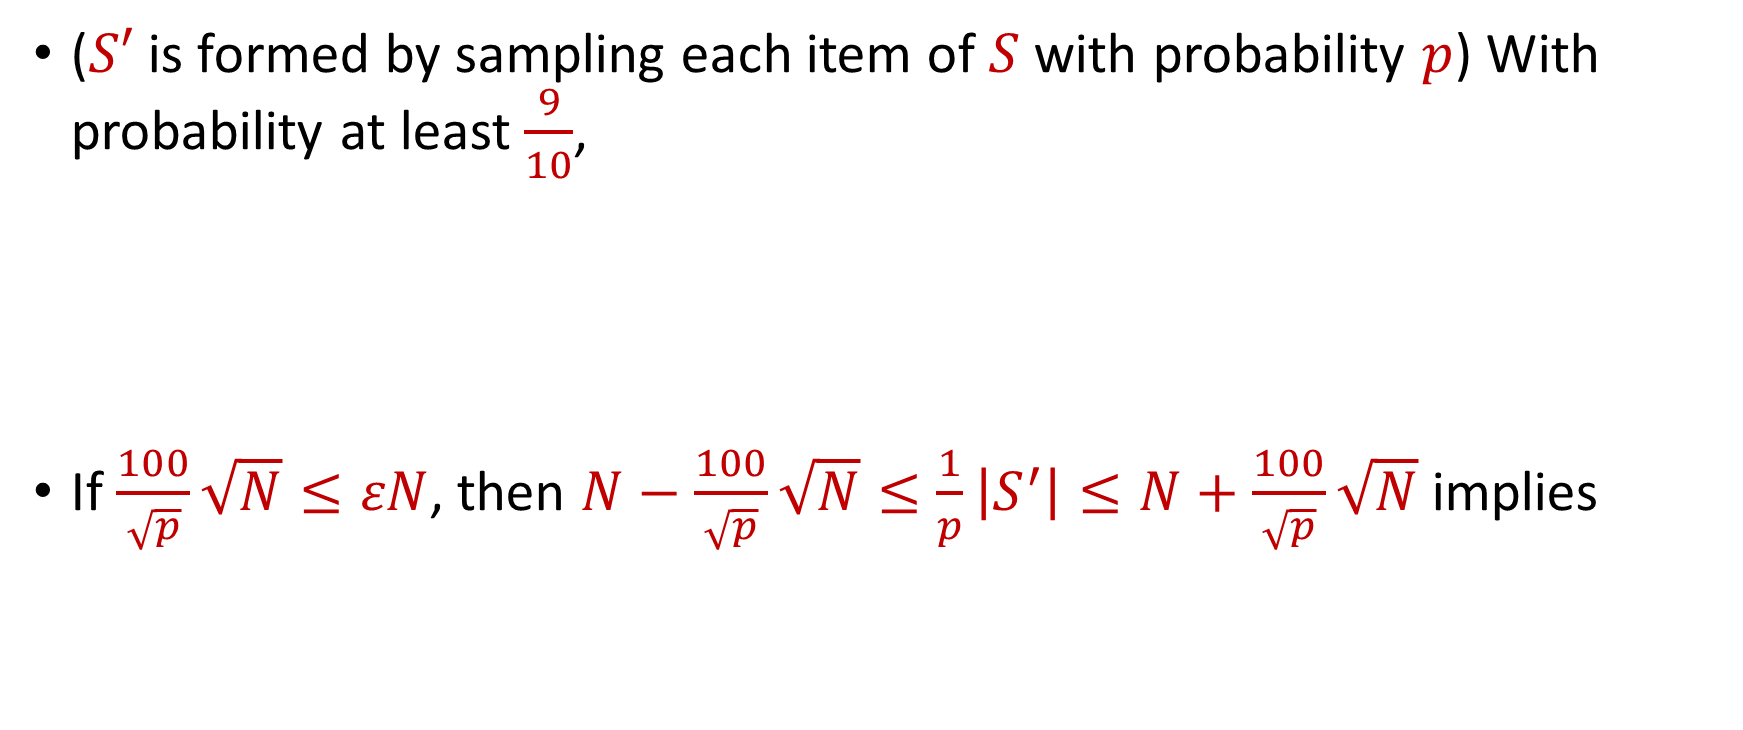 • (S′ is formed by sampling each item of S with probability p) With
probability at least 9/10,
• If 100/√p √N ≤ εN, then N − 100/√p √N ≤ 1/p |S′| ≤ N + 100/√p √N implies